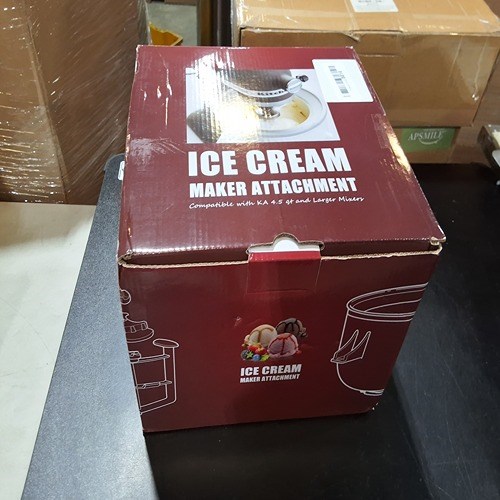 ICE CREAM
MAKER ATTACHMENT
Compatible with KA 4.5 qt and Larger Mixers
ICE CREAM
MAKER ATTACHMENT
APSMILE